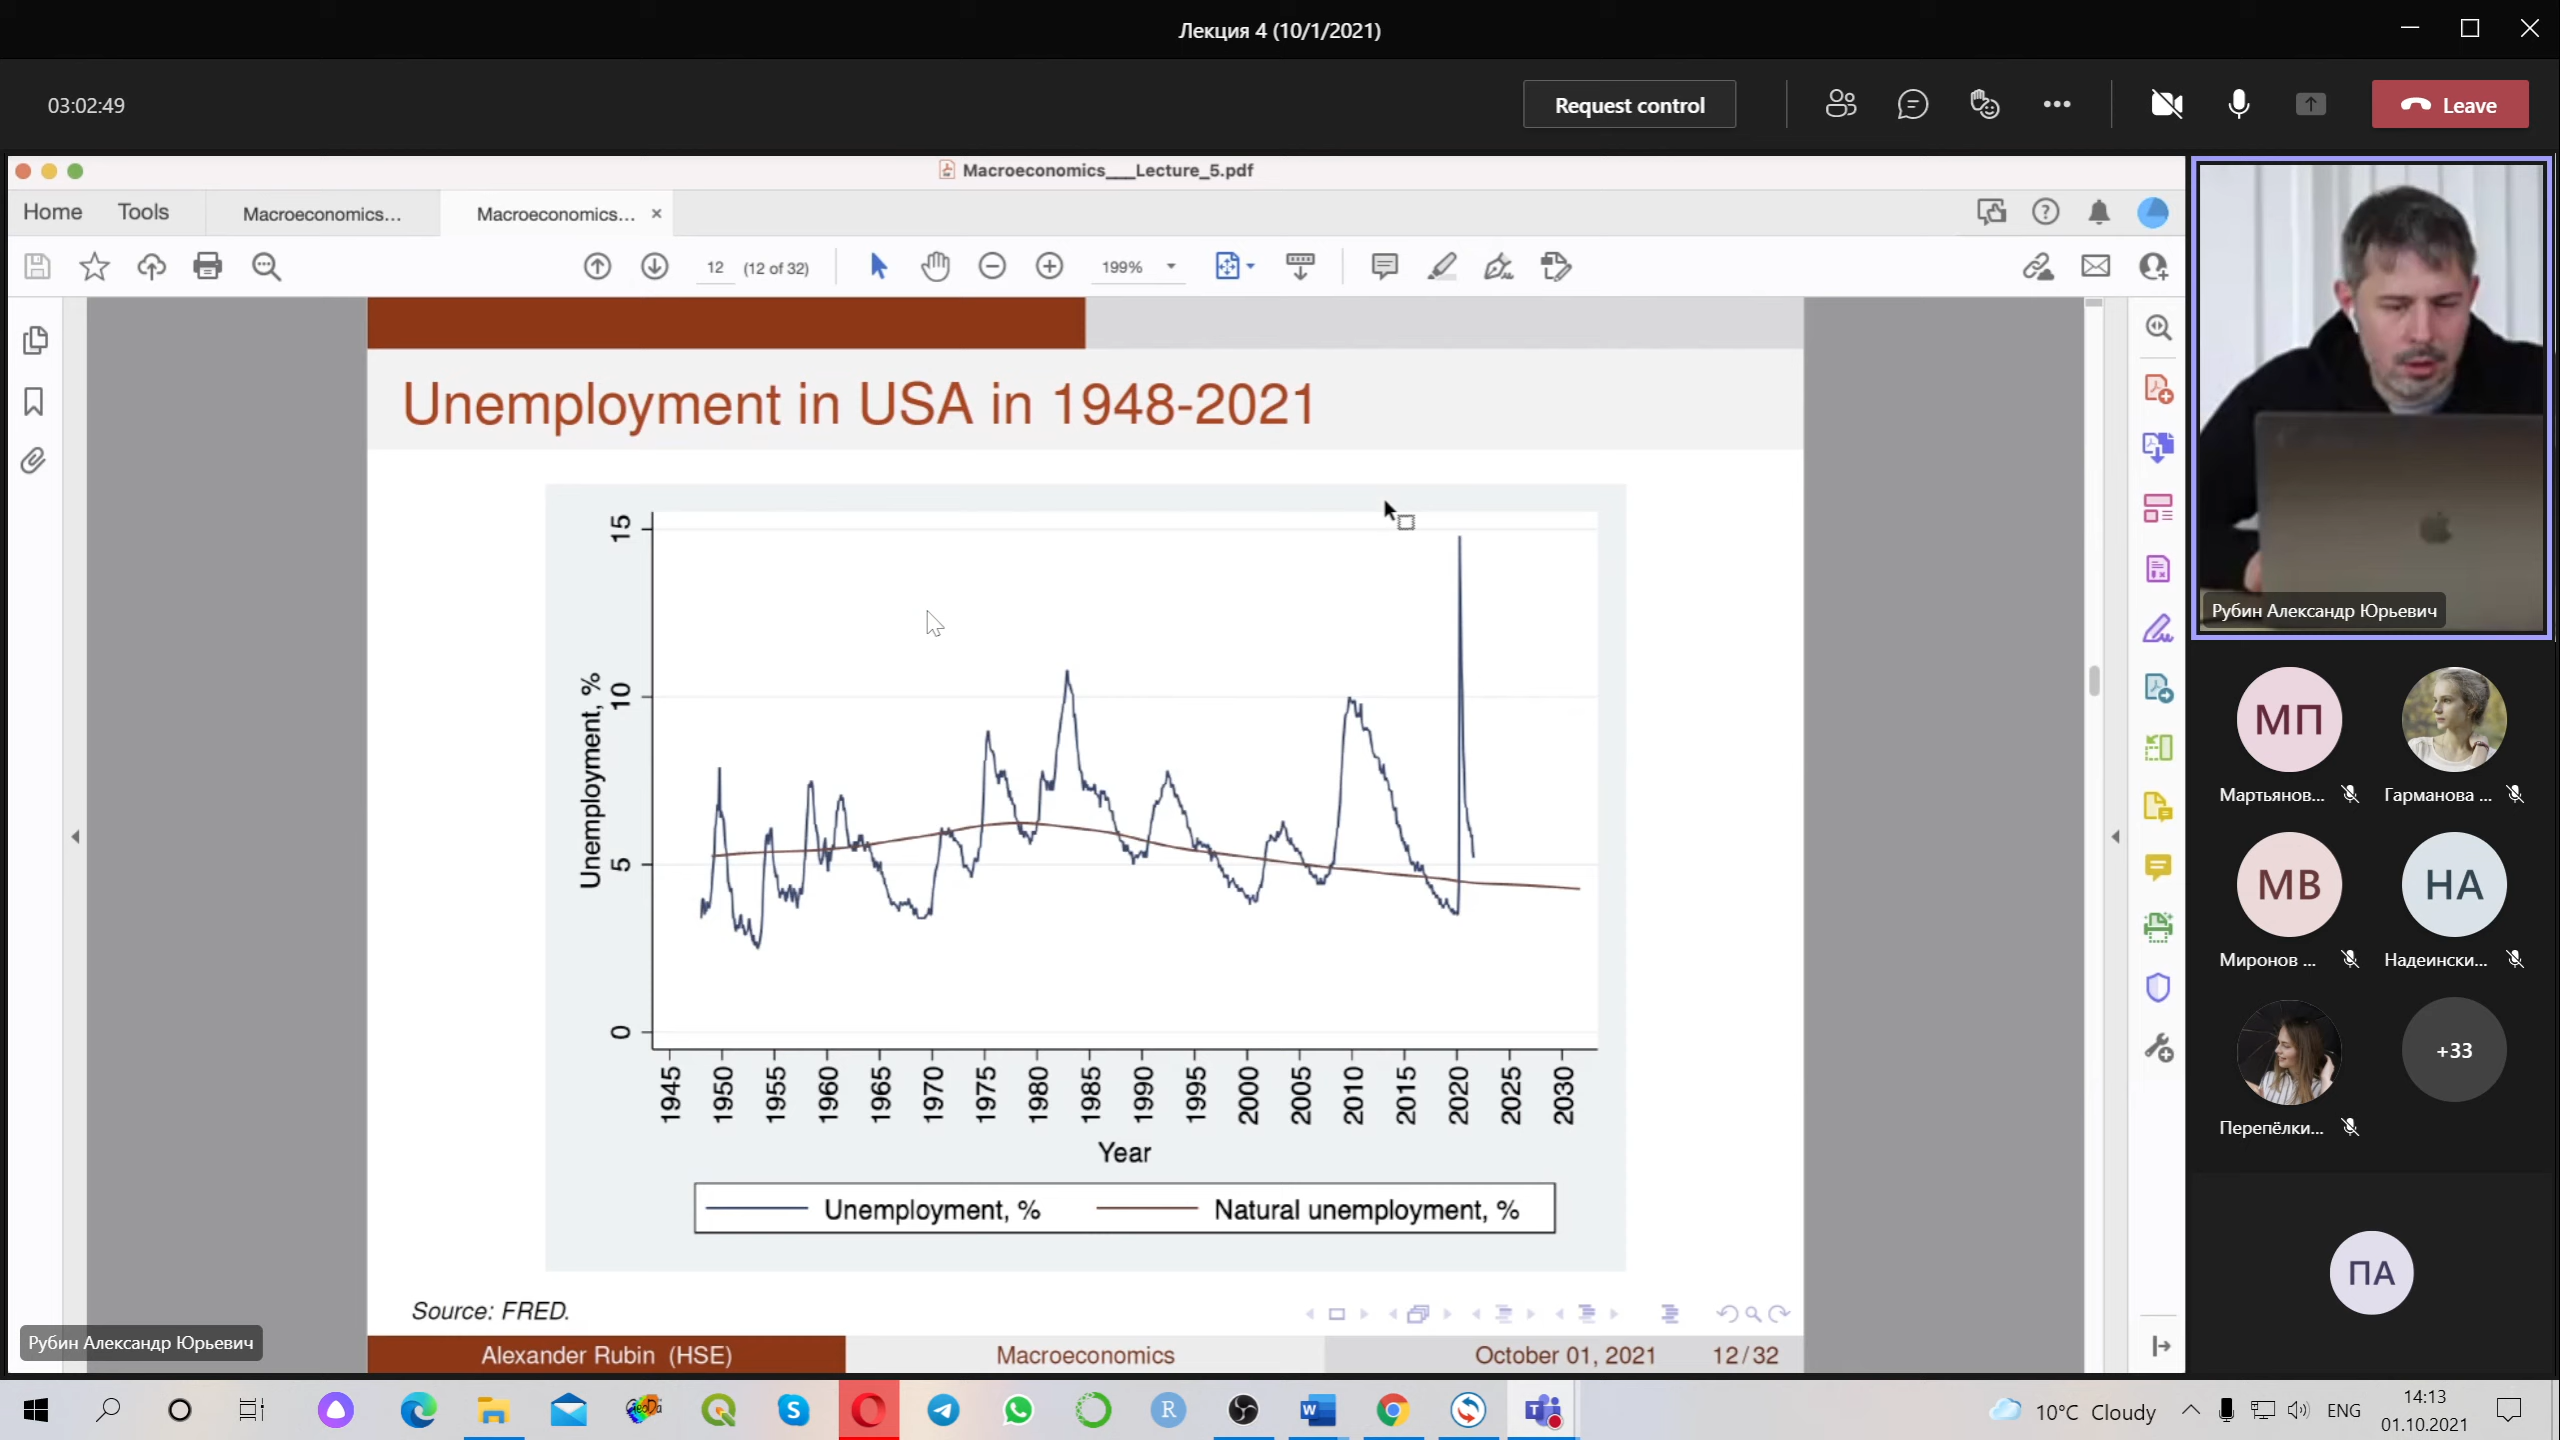 Лекция 4 (10/1/2021)
03:02:49
Request control
Leave
Macroeconomics___Lecture_5.pdf
Home
Tools
Macroeconomics...
Macroeconomics...
12
(12 of 32)
199%
Unemployment in USA in 1948-2021
Unemployment, %
15
10
5
0
1945
1950
1955
1960
1965
1970
1975
1980
1985
1990
1995
2000
2005
2010
2015
2020
2025
2030
Year
Unemployment, %
Natural unemployment, %
Source: FRED.
Рубин Александр Юрьевич
Alexander Rubin (HSE)
Macroeconomics
October 01, 2021
12/32
Рубин Александр Юрьевич
МП
Мартьянов...
Гарманова ...
МВ
НА
Миронов ...
Надеински...
+33
Перепёлки...
ПА
GeoDa
R
10°C Cloudy
ENG
14:13
01.10.2021